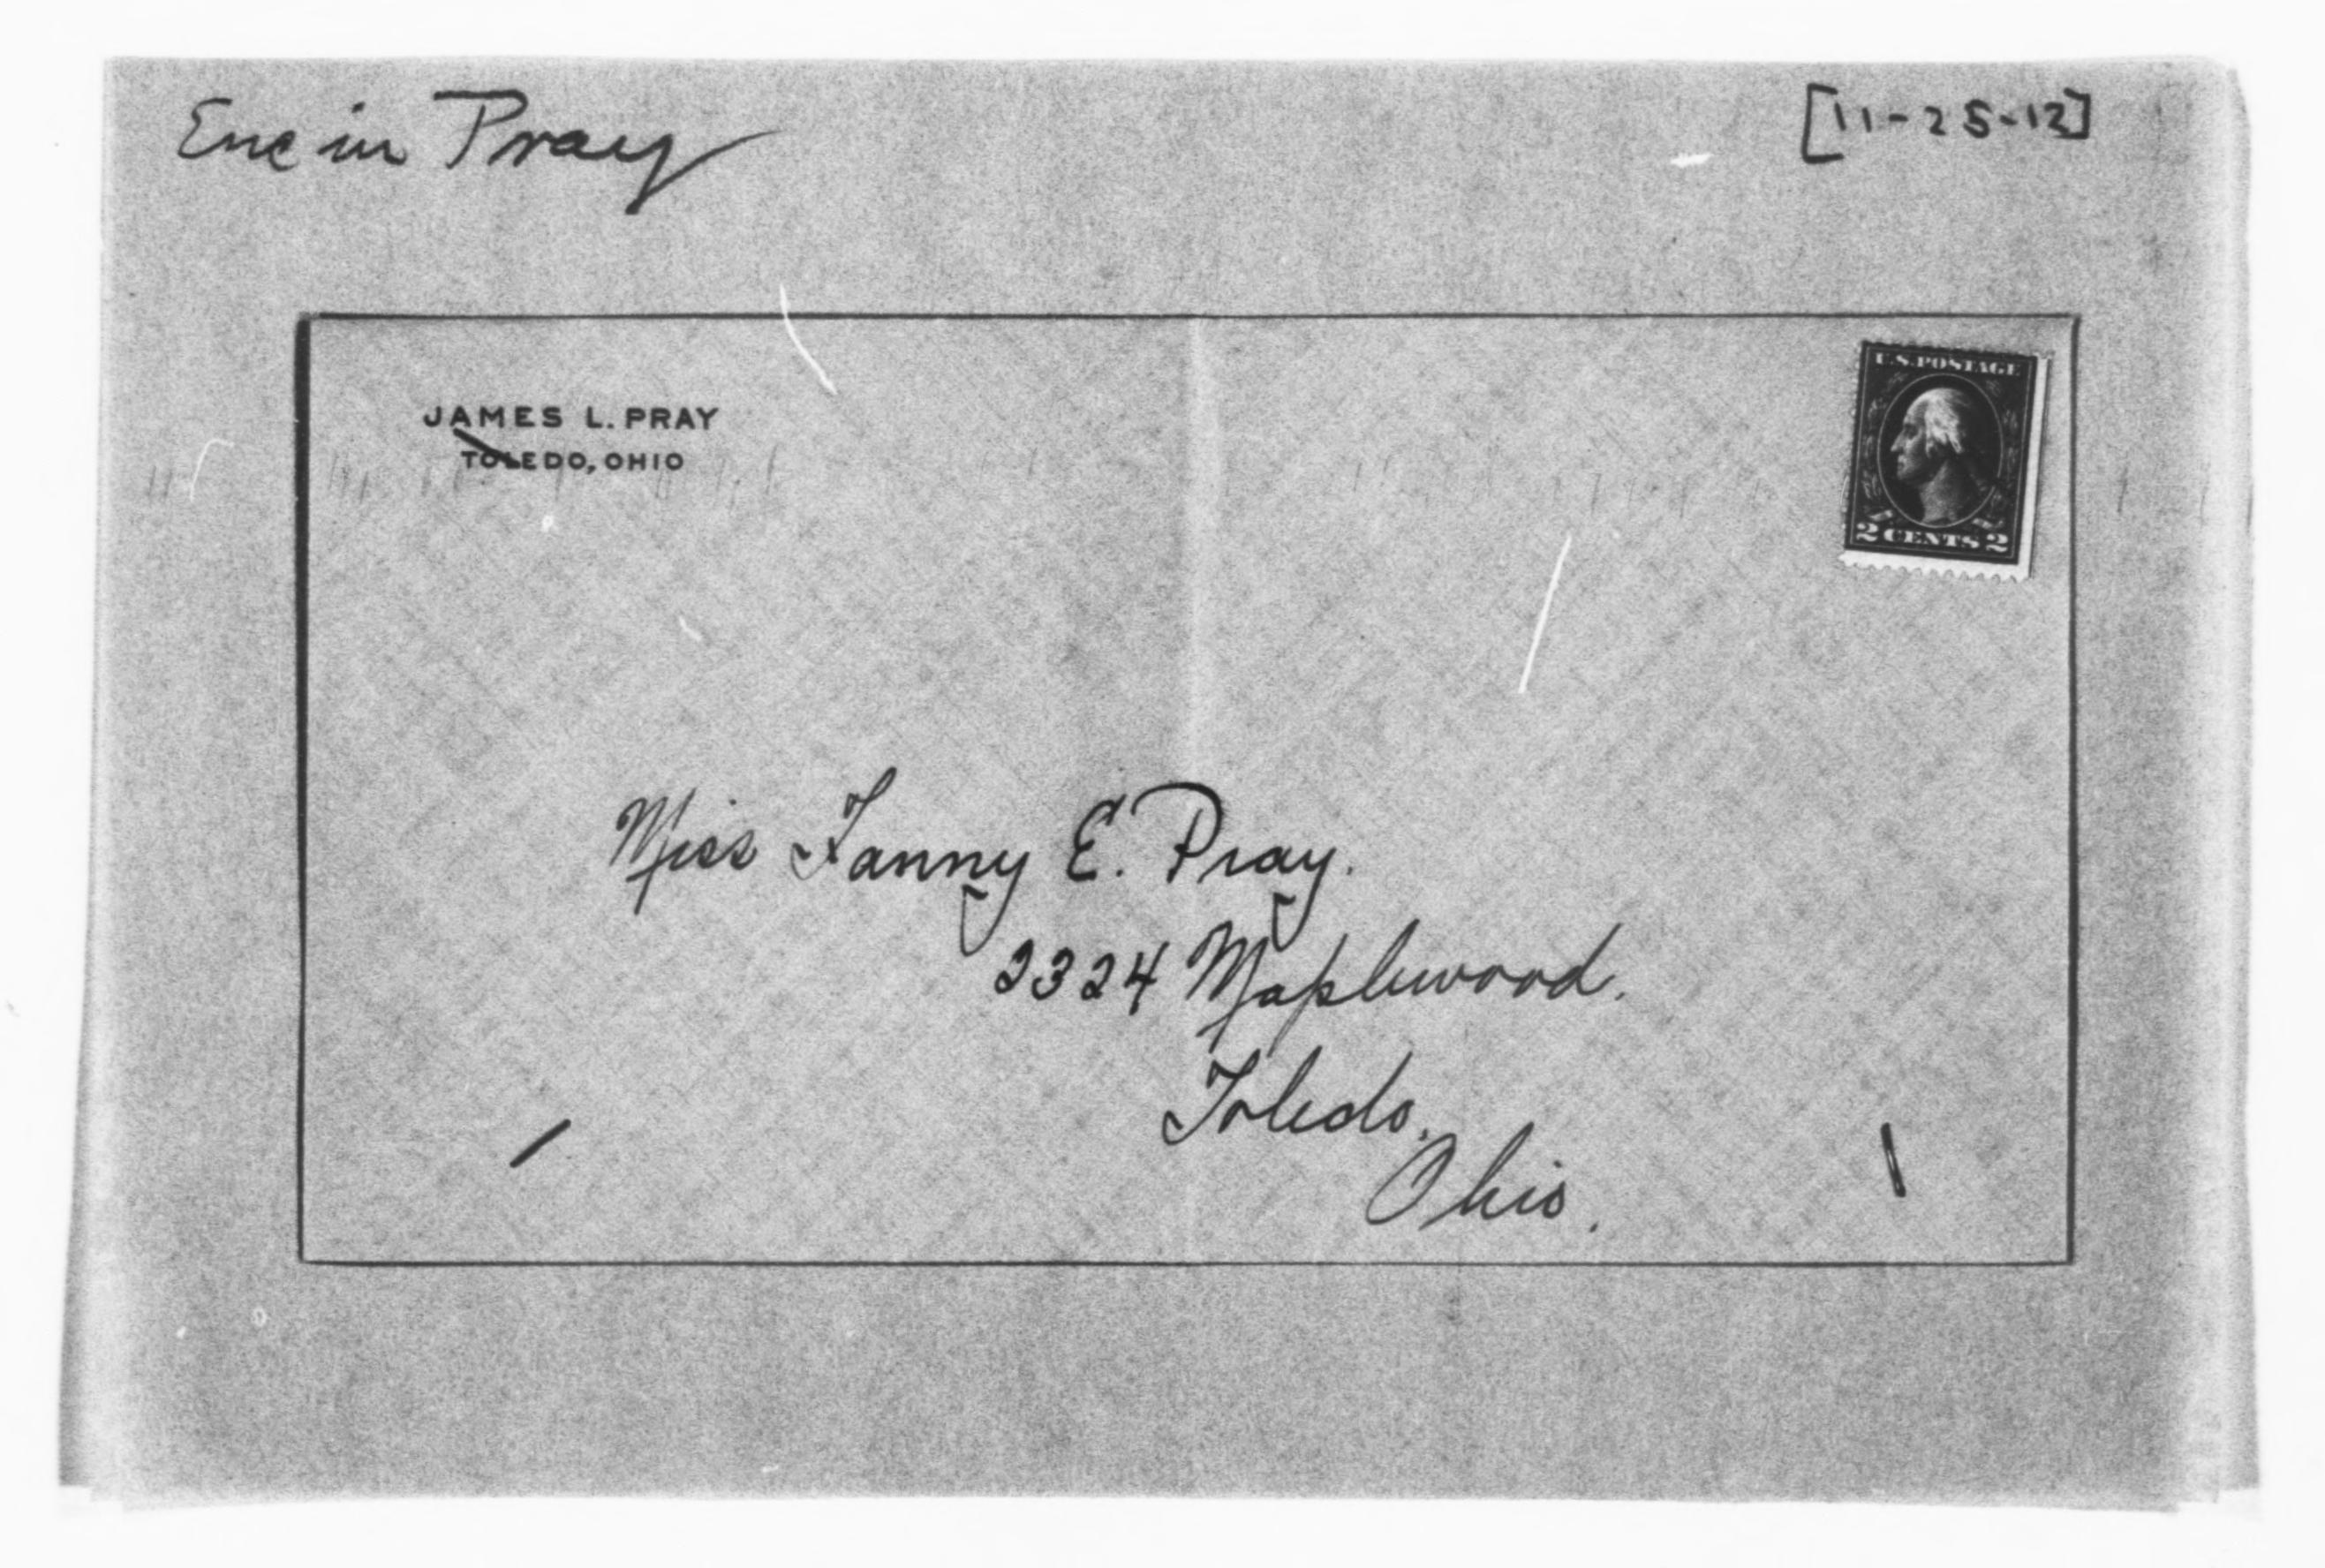 Enc in Pray
[11-25-12]
JAMES L. PRAY
TOLEDO, OHIO
U.S. POSTAGE
2 CENTS 2
Miss Fanny E. Pray.
2324 Maplewood.
Toledo.
Ohio.